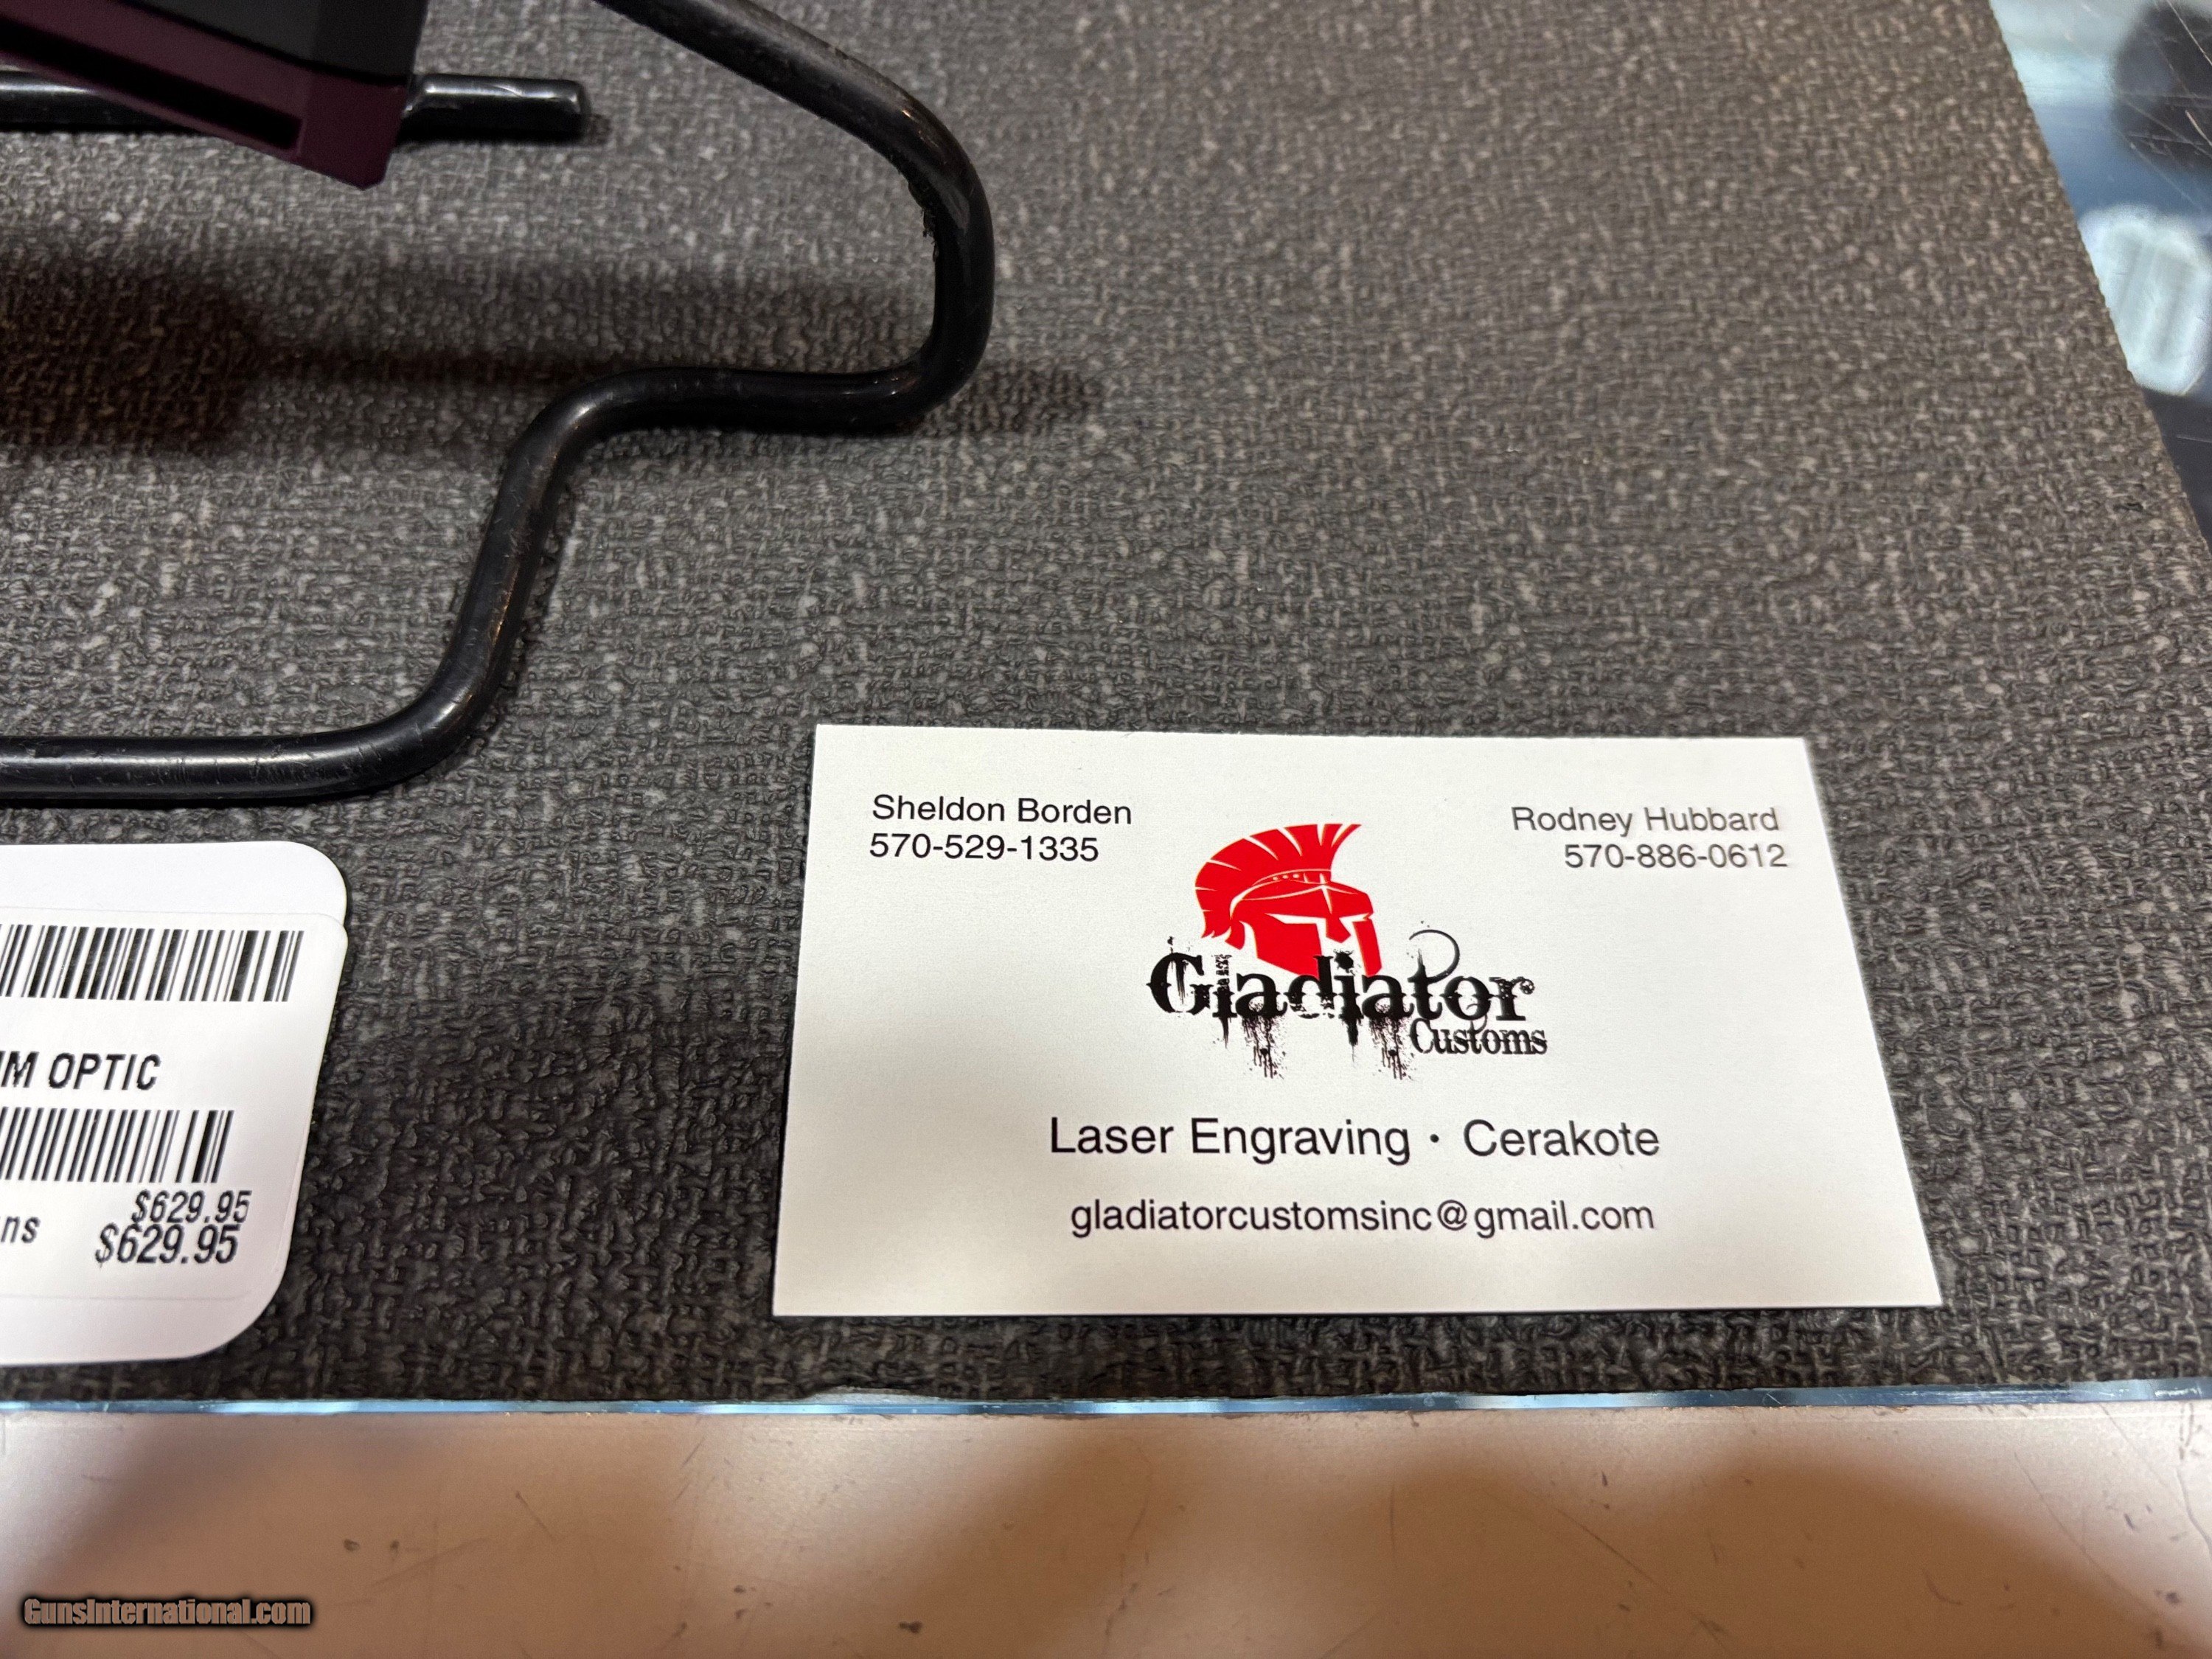 Sheldon Borden
570-529-1335
Rodney Hubbard
570-886-0612
Gladiator
Customs
Laser Engraving · Cerakote
gladiatorcustomsinc@gmail.com
OPTIC
$629.95
$629.95
GunsInternational.com